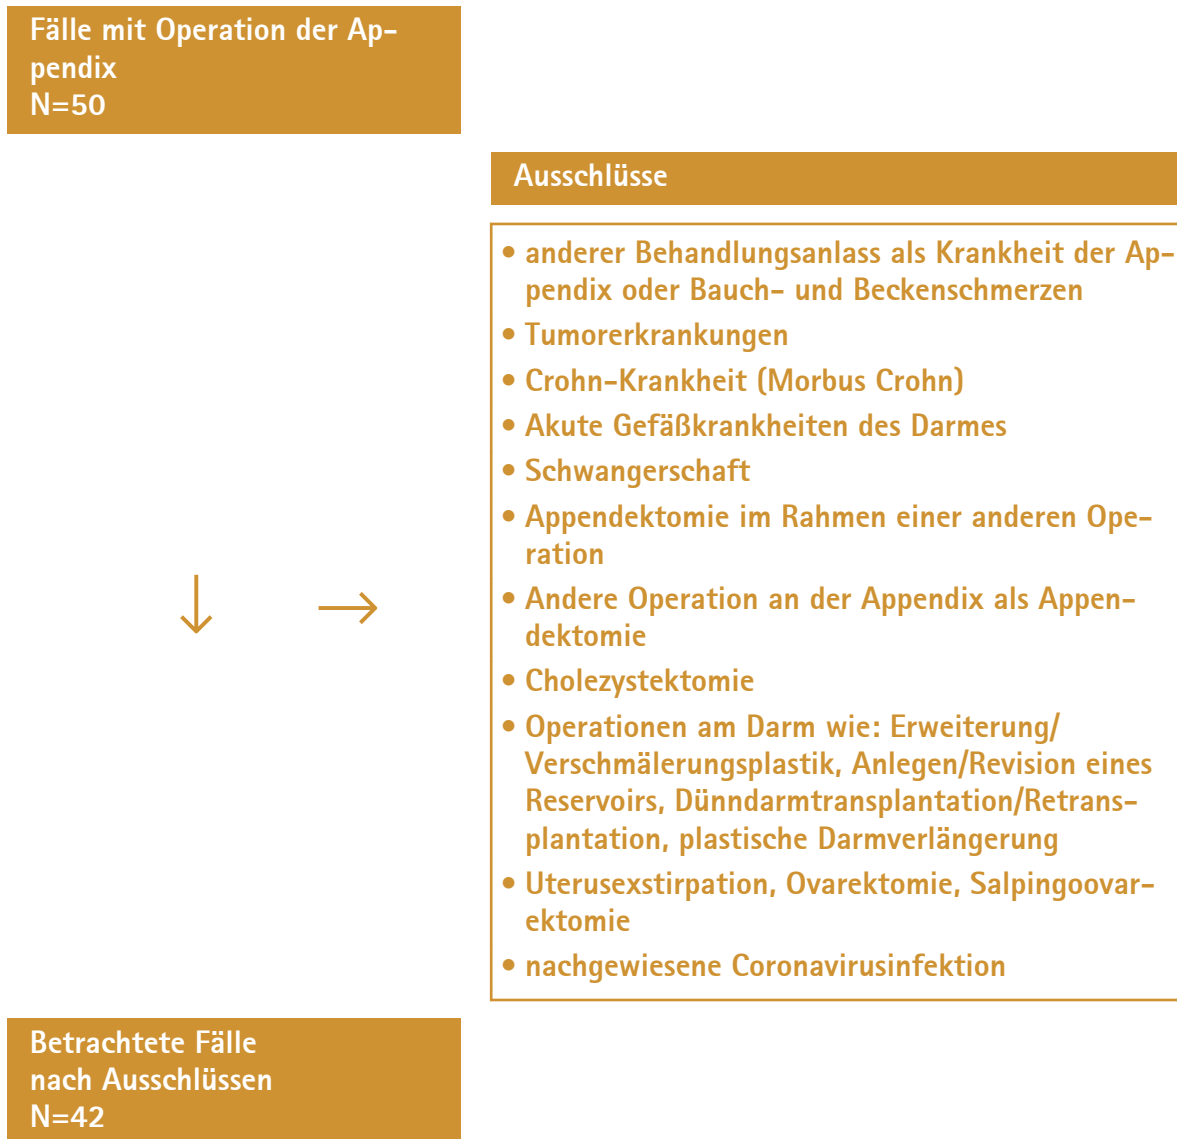 Fälle mit Operation der Ap-
pendix
N=50
Ausschlüsse
• anderer Behandlungsanlass als Krankheit der Ap-
pendix oder Bauch- und Beckenschmerzen
• Tumorerkrankungen
• Crohn-Krankheit (Morbus Crohn)
• Akute Gefäßkrankheiten des Darmes
• Schwangerschaft
• Appendektomie im Rahmen einer anderen Ope-
ration
• Andere Operation an der Appendix als Appen-
dektomie
• Cholezystektomie
• Operationen am Darm wie: Erweiterung/
Verschmälerungsplastik, Anlegen/Revision eines
Reservoirs, Dünndarmtransplantation/Retrans-
plantation, plastische Darmverlängerung
• Uterusexstirpation, Ovarektomie, Salpingoovar-
ektomie
• nachgewiesene Coronavirusinfektion
Betrachtete Fälle
nach Ausschlüssen
N=42